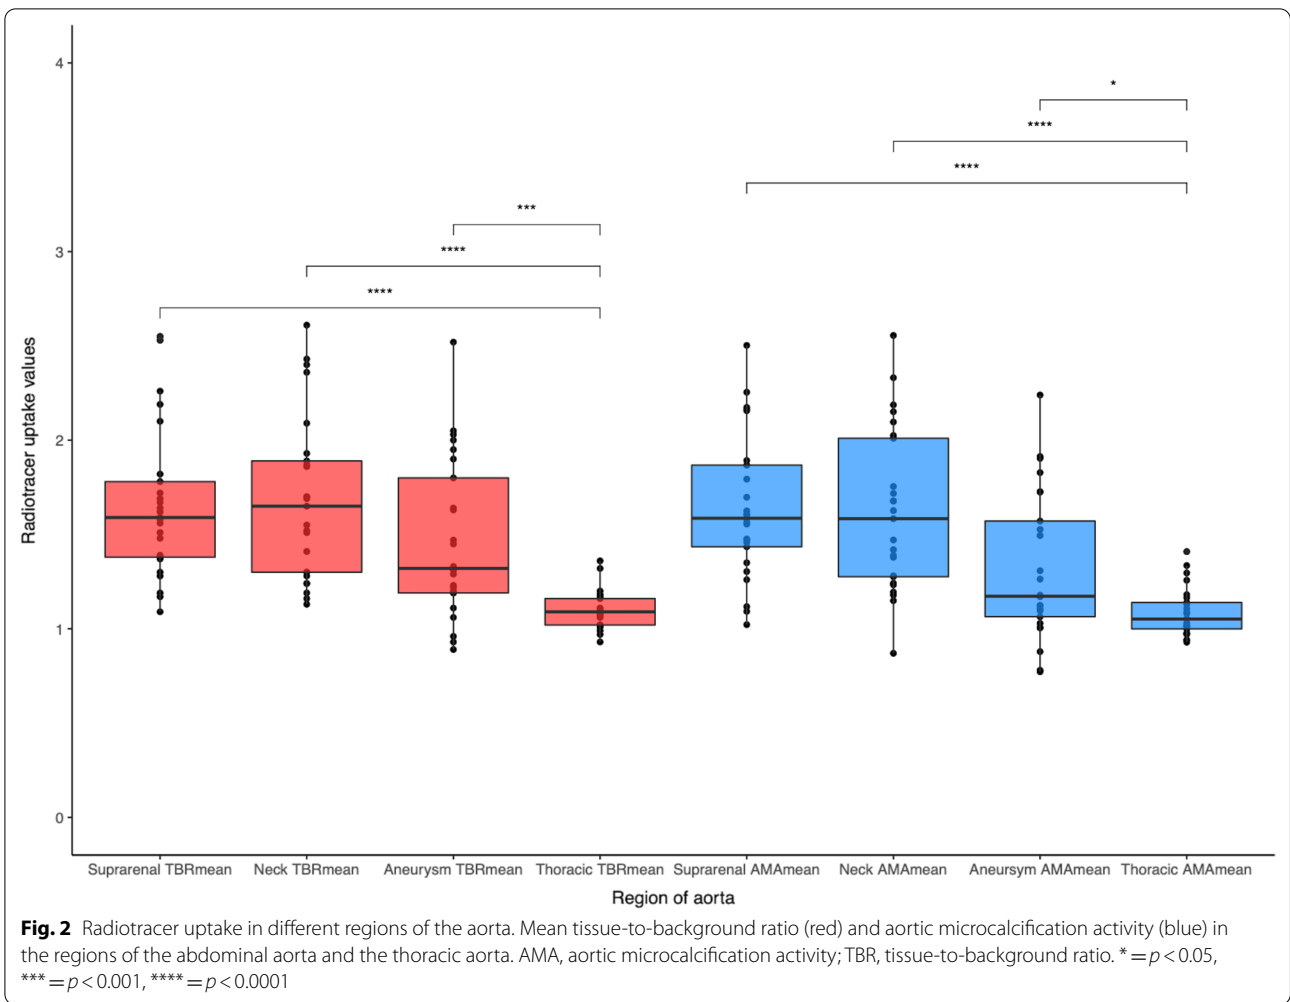 4
*
****
****
***
3
****
****
2
1
0
Radiotracer uptake values
Suprarenal TBRmean Neck TBRmean Aneurysm TBRmean Thoracic TBRmean Suprarenal AMAmean Neck AMAmean Aneursym AMAmean Thoracic AMAmean
Region of aorta
Fig. 2 Radiotracer uptake in different regions of the aorta. Mean tissue-to-background ratio (red) and aortic microcalcification activity (blue) in
the regions of the abdominal aorta and the thoracic aorta. AMA, aortic microcalcification activity; TBR, tissue-to-background ratio. * = p < 0.05,
*** = p < 0.001, **** = p < 0.0001